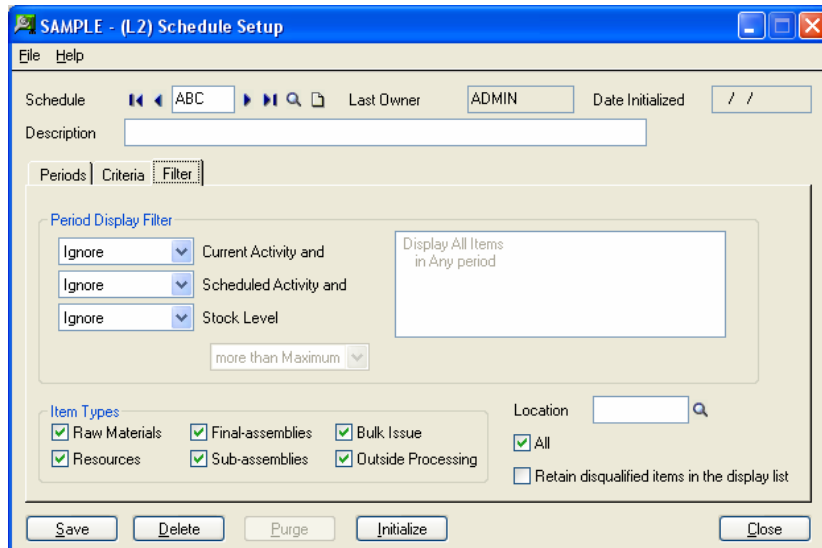 SAMPLE - (L2) Schedule Setup
File Help
Schedule ABC Last Owner ADMIN Date Initialized / /
Description
Periods Criteria Filter
Period Display Filter
Ignore Current Activity and
Ignore Scheduled Activity and
Ignore Stock Level
more than Maximum
Display All Items
in Any period
Item Types
Raw Materials Final-assemblies Bulk Issue
Resources Sub-assemblies Outside Processing
Location
All
Retain disqualified items in the display list
Save Delete Purge Initialize Close